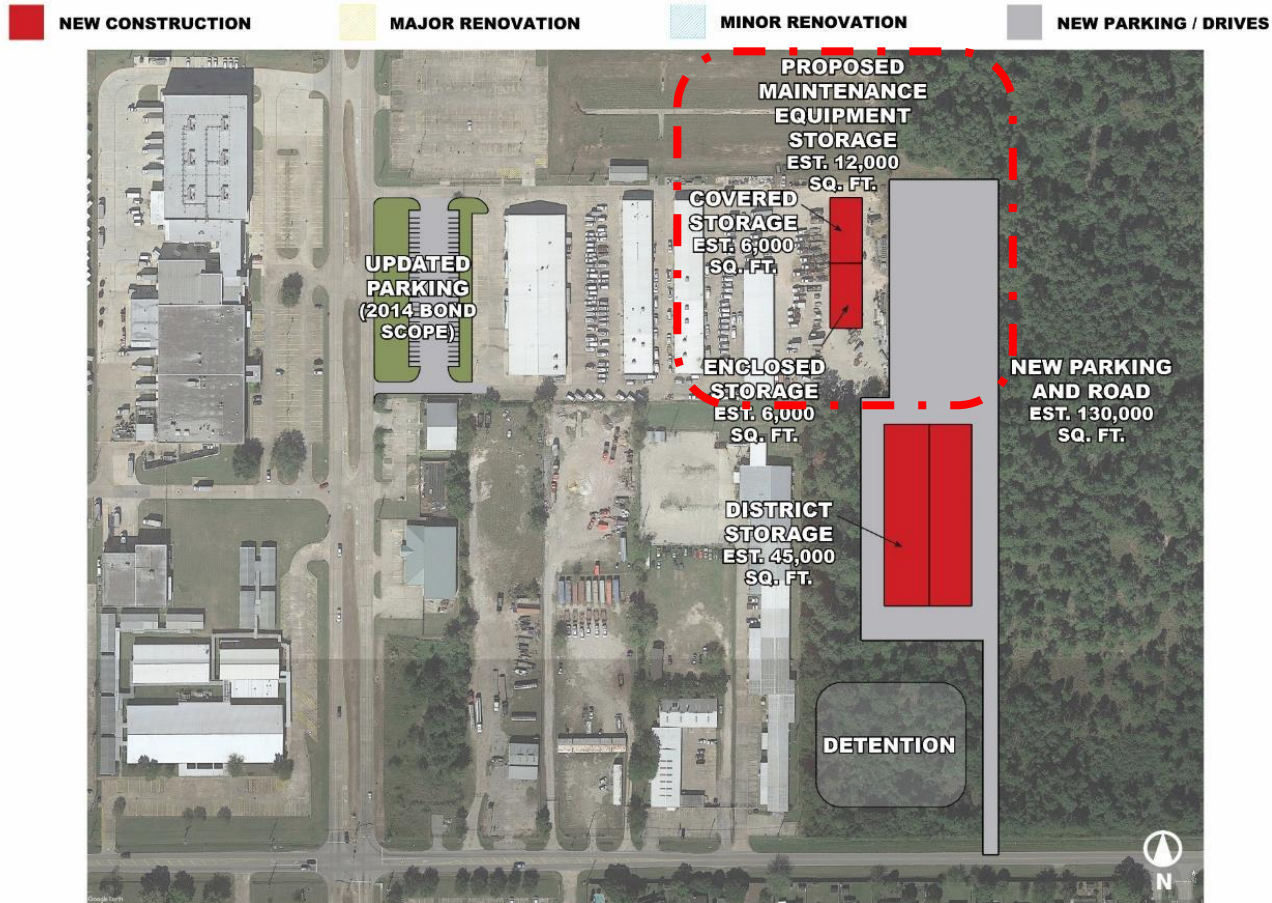 NEW CONSTRUCTION
MAJOR RENOVATION
MINOR RENOVATION
NEW PARKING / DRIVES
PROPOSED
MAINTENANCE
EQUIPMENT
STORAGE
EST. 12,000
SQ. FT.
COVERED
STORAGE
EST. 6,000
SQ. FT.
UPDATED
PARKING
(2014 BOND
SCOPE)
ENCLOSED
STORAGE
EST. 6,000
SQ. FT.
NEW PARKING
AND ROAD
EST. 130,000
SQ. FT.
DISTRICT
STORAGE
EST. 45,000
SQ. FT.
DETENTION
N
Google Earth